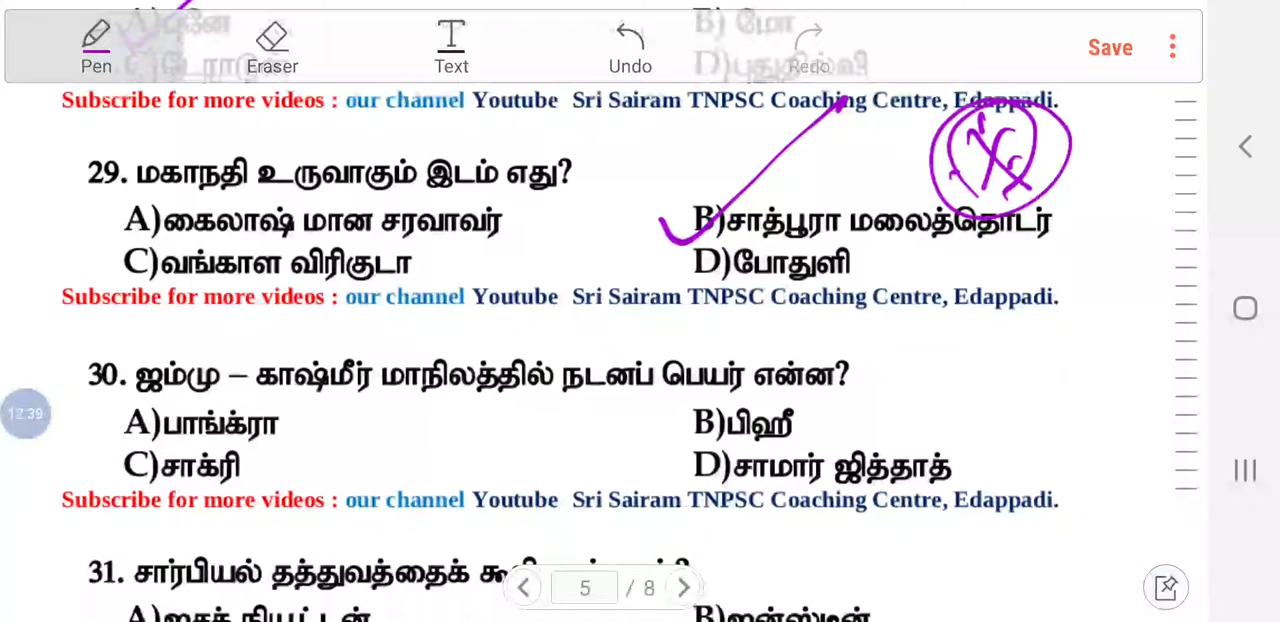 B) மோ
Pen
Eraser
Text
Undo
Redo
Save
Subscribe for more videos : our channel Youtube Sri Sairam TNPSC Coaching Centre, Edappadi.
29. மகாநதி உருவாகும் இடம் எது?
A)கைலாஷ் மான சரவாவர் B)சாத்பூரா மலைத்தொடர்
C)வங்காள விரிகுடா D)போதுளி
Subscribe for more videos : our channel Youtube Sri Sairam TNPSC Coaching Centre, Edappadi.
30. ஜம்மு – காஷ்மீர் மாநிலத்தில் நடனப் பெயர் என்ன?
12:39
A)பாங்க்ரா B)பிஹீ
C)சாக்ரி D)சாமார் ஜித்தாத்
Subscribe for more videos : our channel Youtube Sri Sairam TNPSC Coaching Centre, Edappadi.
31. சார்பியல் தத்துவத்தைக்
5 / 8